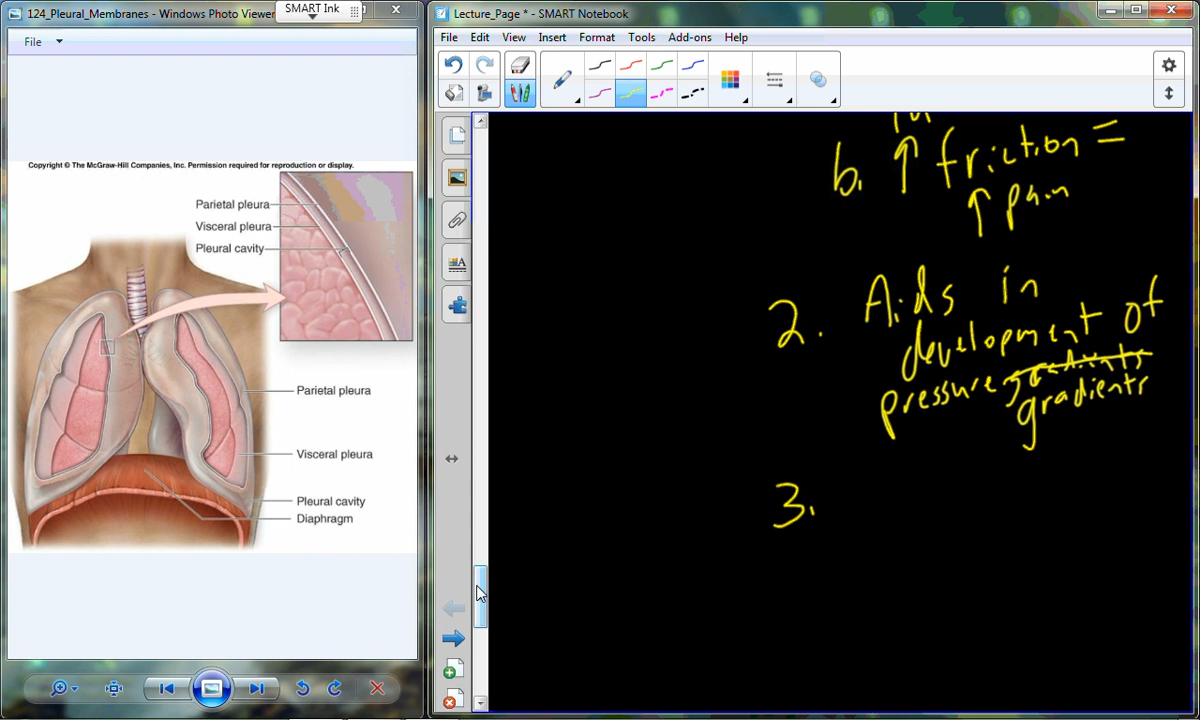 124_Pleural_Membranes - Windows Photo Viewer
SMART Ink
File
Copyright © The McGraw-Hill Companies, Inc. Permission required for reproduction or display.
Parietal pleura
Visceral pleura
Pleural cavity
Parietal pleura
Visceral pleura
Pleural cavity
Diaphragm
Lecture_Page * - SMART Notebook
File Edit View Insert Format Tools Add-ons Help
b. ↑ friction =
↑ pain
2. Aids in
development of
pressure gradients
gradients
3.